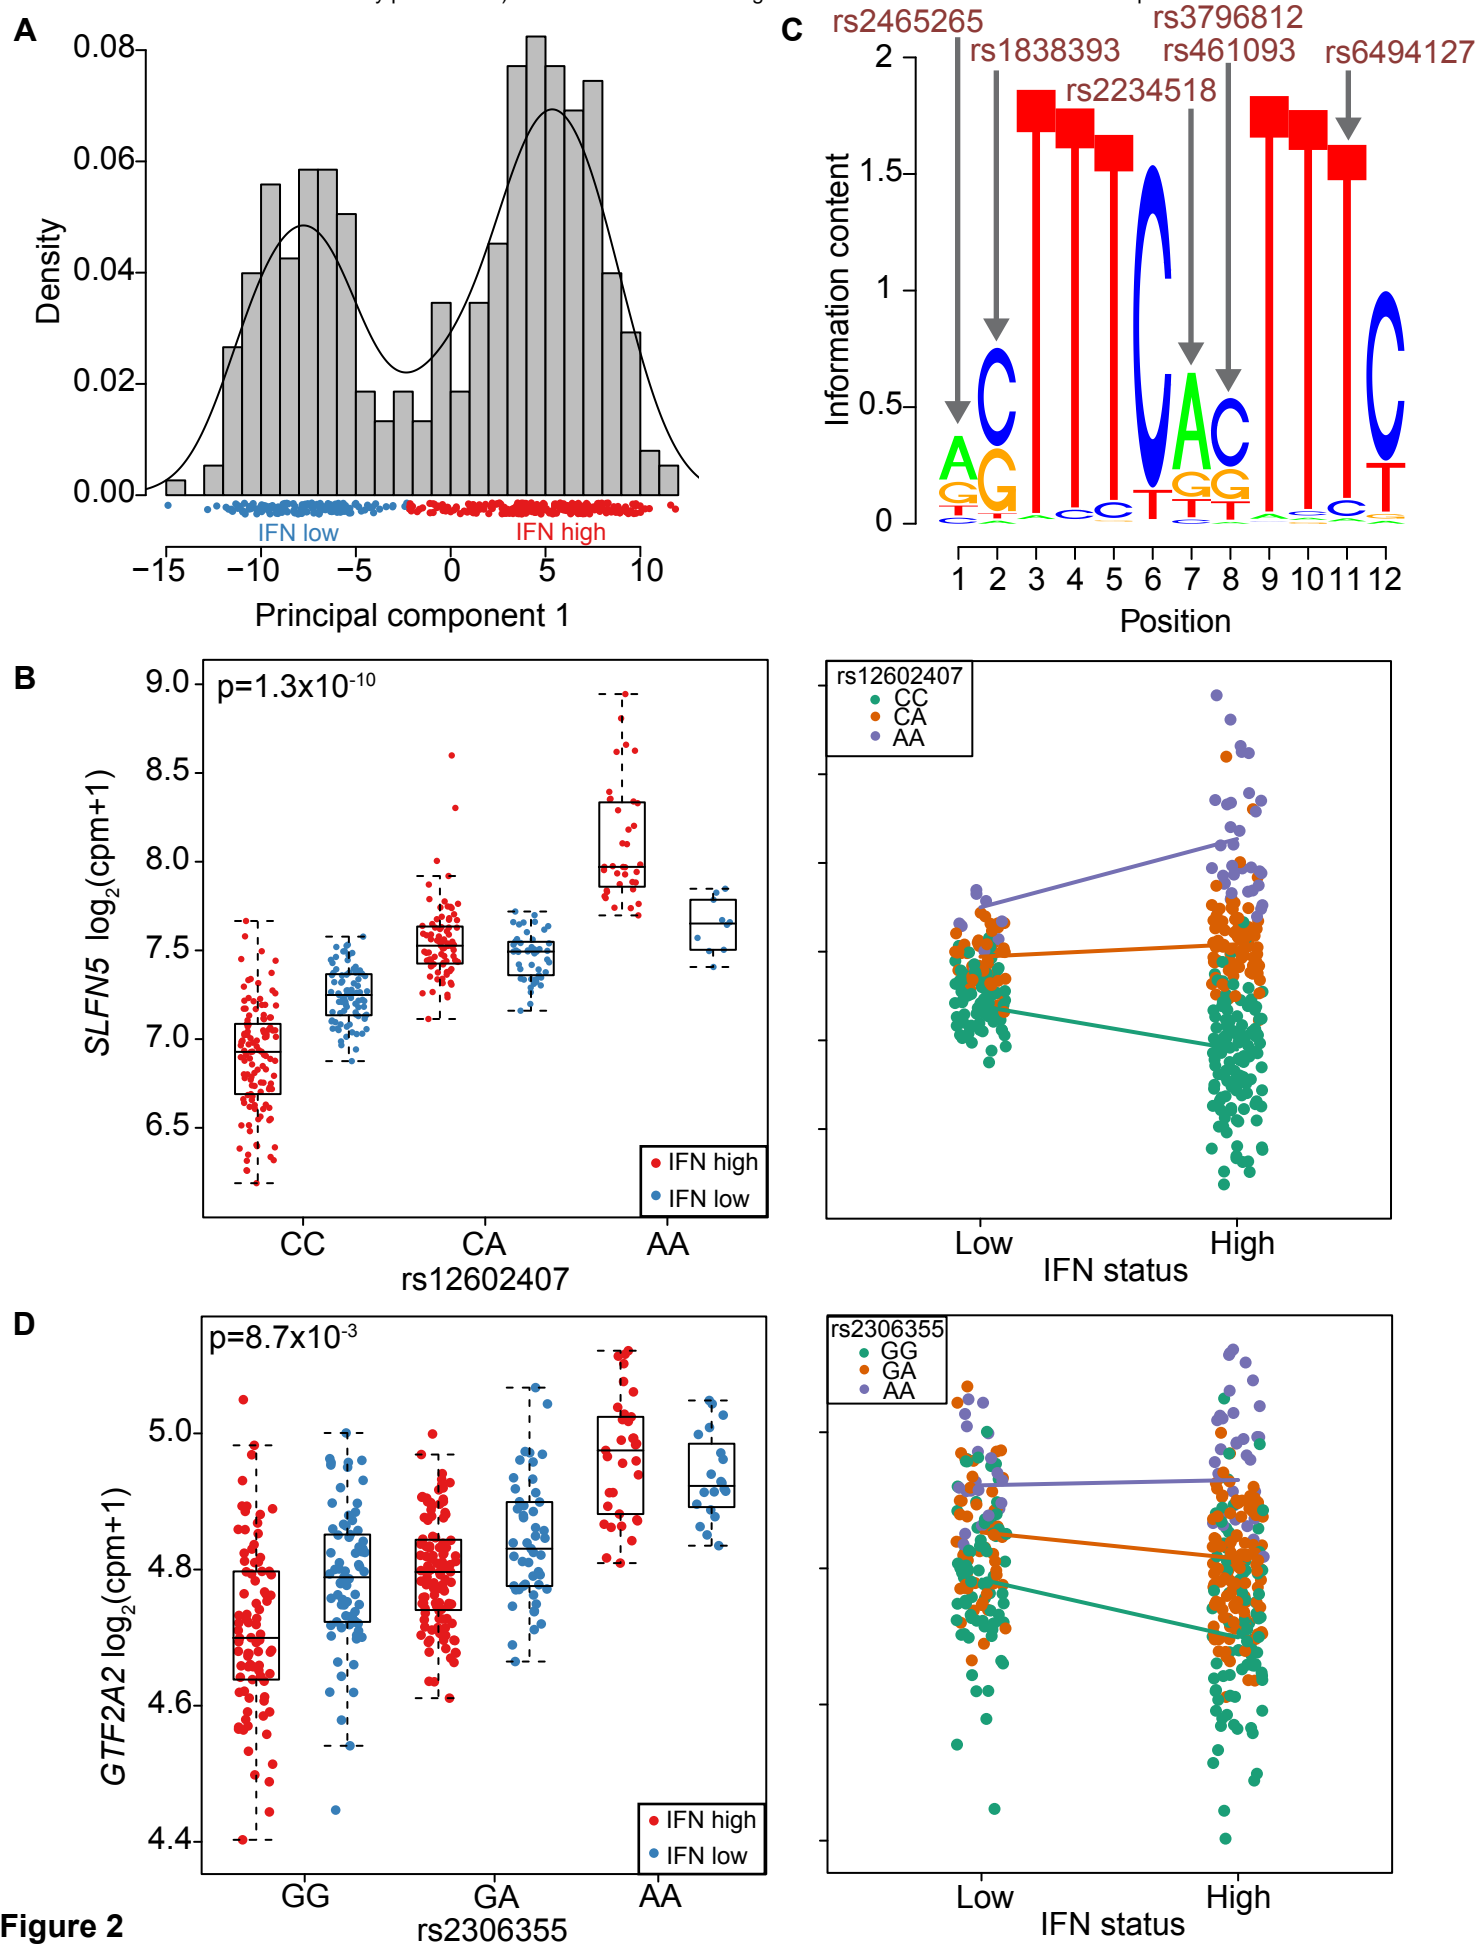 A
0.08
0.06
0.04
0.02
0.00
Density
IFN low
IFN high
−15
−10
−5
0
5
10
Principal component 1
C
rs2465265
rs3796812
rs1838393
rs461093
rs6494127
rs2234518
2
1.5
1
0.5
0
Information content
1 2 3 4 5 6 7 8 9 10 11 12
Position
B
p=1.3x10⁻¹⁰
9.0
8.5
8.0
7.5
7.0
6.5
SLFN5 log₂(cpm+1)
IFN high
IFN low
CC
CA
AA
rs12602407
rs12602407
CC
CA
AA
Low
High
IFN status
D
p=8.7x10⁻³
5.0
4.8
4.6
4.4
GTF2A2 log₂(cpm+1)
IFN high
IFN low
GG
GA
AA
rs2306355
rs2306355
GG
GA
AA
Low
High
IFN status
Figure 2